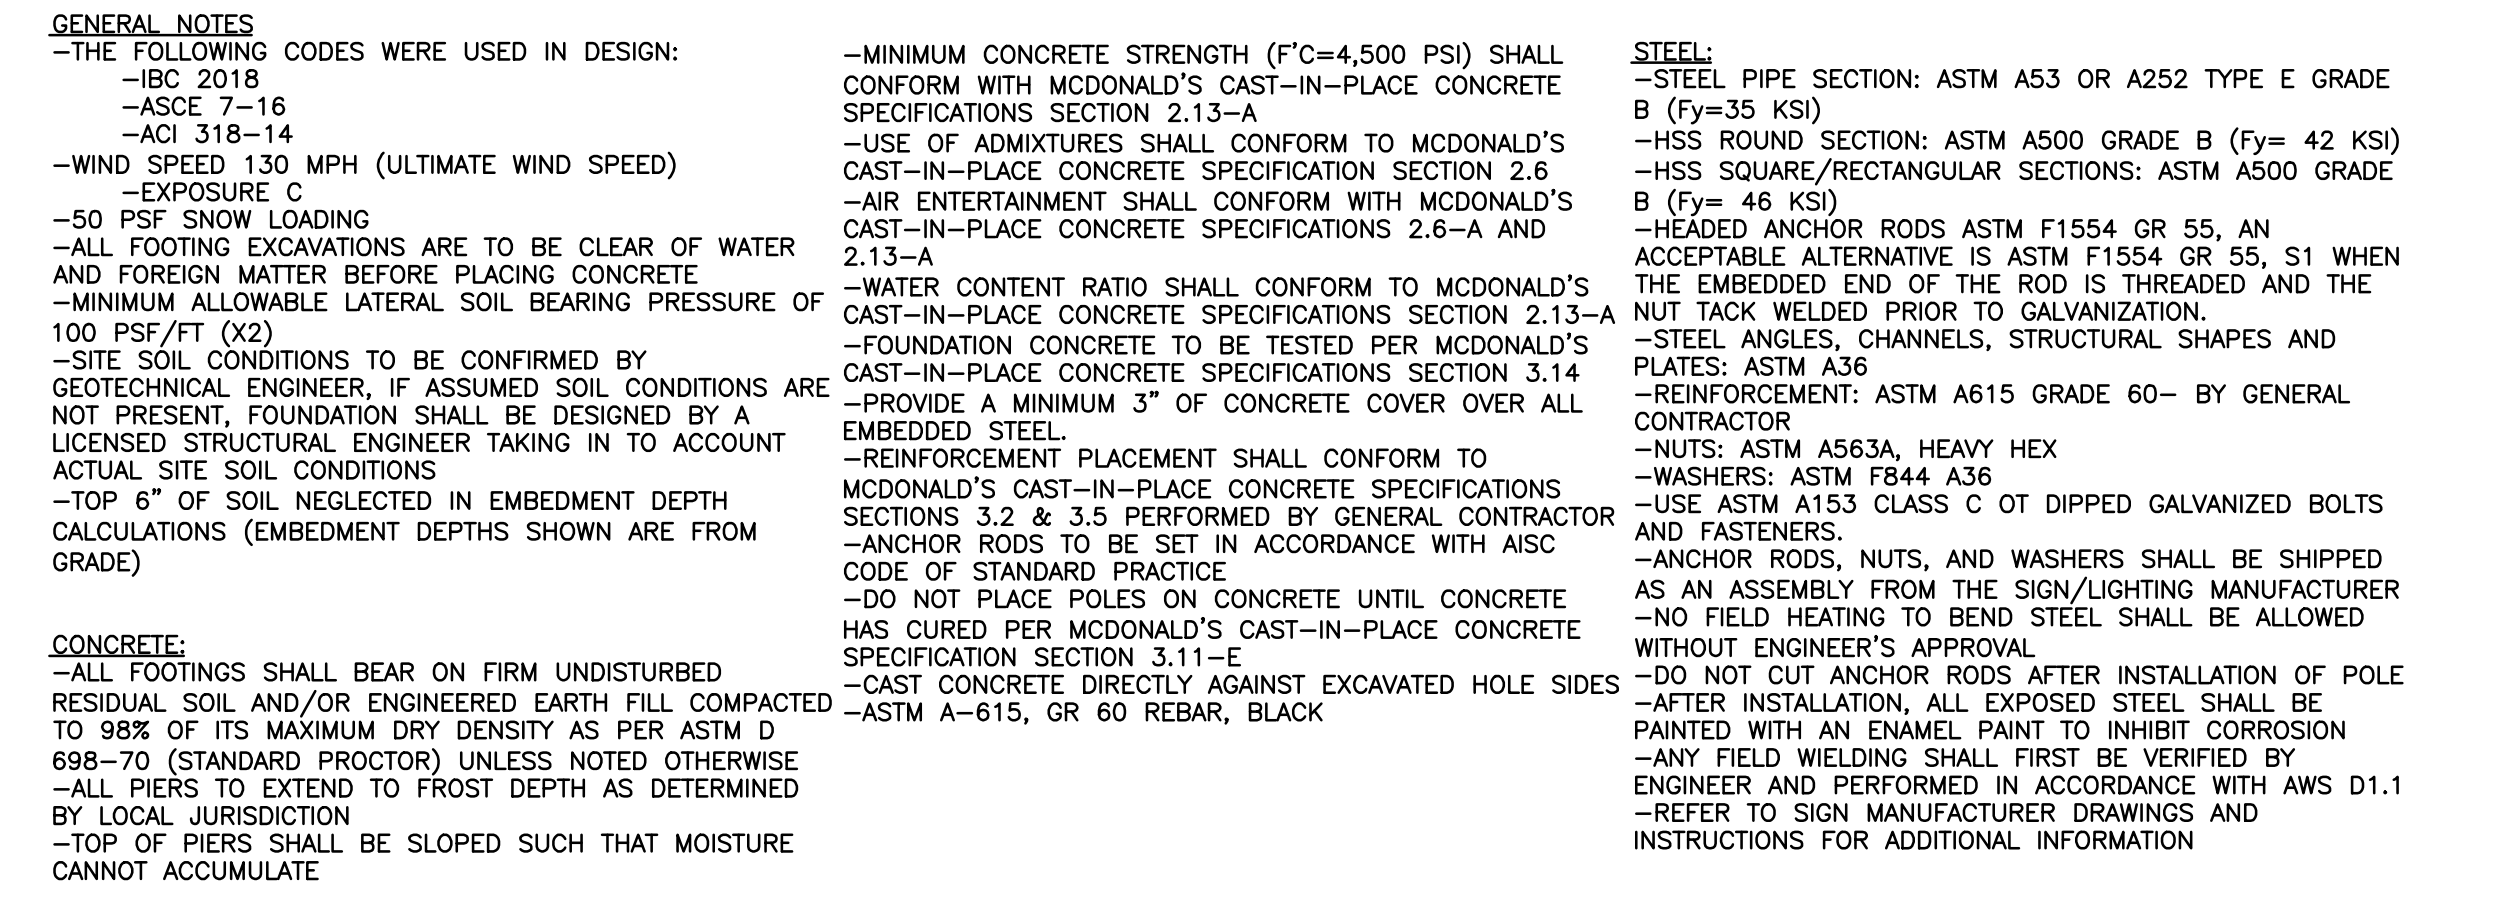 GENERAL NOTES
-THE FOLLOWING CODES WERE USED IN DESIGN:
-IBC 2018
-ASCE 7-16
-ACI 318-14
-WIND SPEED 130 MPH (ULTIMATE WIND SPEED)
-EXPOSURE C
-50 PSF SNOW LOADING
-ALL FOOTING EXCAVATIONS ARE TO BE CLEAR OF WATER
AND FOREIGN MATTER BEFORE PLACING CONCRETE
-MINIMUM ALLOWABLE LATERAL SOIL BEARING PRESSURE OF
100 PSF/FT (X2)
-SITE SOIL CONDITIONS TO BE CONFIRMED BY
GEOTECHNICAL ENGINEER, IF ASSUMED SOIL CONDITIONS ARE
NOT PRESENT, FOUNDATION SHALL BE DESIGNED BY A
LICENSED STRUCTURAL ENGINEER TAKING IN TO ACCOUNT
ACTUAL SITE SOIL CONDITIONS
-TOP 6" OF SOIL NEGLECTED IN EMBEDMENT DEPTH
CALCULATIONS (EMBEDMENT DEPTHS SHOWN ARE FROM
GRADE)
CONCRETE:
-ALL FOOTINGS SHALL BEAR ON FIRM UNDISTURBED
RESIDUAL SOIL AND/OR ENGINEERED EARTH FILL COMPACTED
TO 98% OF ITS MAXIMUM DRY DENSITY AS PER ASTM D
698-70 (STANDARD PROCTOR) UNLESS NOTED OTHERWISE
-ALL PIERS TO EXTEND TO FROST DEPTH AS DETERMINED
BY LOCAL JURISDICTION
-TOP OF PIERS SHALL BE SLOPED SUCH THAT MOISTURE
CANNOT ACCUMULATE
-MINIMUM CONCRETE STRENGTH (F'C=4,500 PSI) SHALL
CONFORM WITH MCDONALD'S CAST-IN-PLACE CONCRETE
SPECIFICATIONS SECTION 2.13-A
-USE OF ADMIXTURES SHALL CONFORM TO MCDONALD'S
CAST-IN-PLACE CONCRETE SPECIFICATION SECTION 2.6
-AIR ENTERTAINMENT SHALL CONFORM WITH MCDONALD'S
CAST-IN-PLACE CONCRETE SPECIFICATIONS 2.6-A AND
2.13-A
-WATER CONTENT RATIO SHALL CONFORM TO MCDONALD'S
CAST-IN-PLACE CONCRETE SPECIFICATIONS SECTION 2.13-A
-FOUNDATION CONCRETE TO BE TESTED PER MCDONALD'S
CAST-IN-PLACE CONCRETE SPECIFICATIONS SECTION 3.14
-PROVIDE A MINIMUM 3" OF CONCRETE COVER OVER ALL
EMBEDDED STEEL.
-REINFORCEMENT PLACEMENT SHALL CONFORM TO
MCDONALD'S CAST-IN-PLACE CONCRETE SPECIFICATIONS
SECTIONS 3.2 & 3.5 PERFORMED BY GENERAL CONTRACTOR
-ANCHOR RODS TO BE SET IN ACCORDANCE WITH AISC
CODE OF STANDARD PRACTICE
-DO NOT PLACE POLES ON CONCRETE UNTIL CONCRETE
HAS CURED PER MCDONALD'S CAST-IN-PLACE CONCRETE
SPECIFICATION SECTION 3.11-E
-CAST CONCRETE DIRECTLY AGAINST EXCAVATED HOLE SIDES
-ASTM A-615, GR 60 REBAR, BLACK
STEEL:
-STEEL PIPE SECTION: ASTM A53 OR A252 TYPE E GRADE
B (Fy=35 KSI)
-HSS ROUND SECTION: ASTM A500 GRADE B (Fy= 42 KSI)
-HSS SQUARE/RECTANGULAR SECTIONS: ASTM A500 GRADE
B (Fy= 46 KSI)
-HEADED ANCHOR RODS ASTM F1554 GR 55, AN
ACCEPTABLE ALTERNATIVE IS ASTM F1554 GR 55, S1 WHEN
THE EMBEDDED END OF THE ROD IS THREADED AND THE
NUT TACK WELDED PRIOR TO GALVANIZATION.
-STEEL ANGLES, CHANNELS, STRUCTURAL SHAPES AND
PLATES: ASTM A36
-REINFORCEMENT: ASTM A615 GRADE 60- BY GENERAL
CONTRACTOR
-NUTS: ASTM A563A, HEAVY HEX
-WASHERS: ASTM F844 A36
-USE ASTM A153 CLASS C OT DIPPED GALVANIZED BOLTS
AND FASTENERS.
-ANCHOR RODS, NUTS, AND WASHERS SHALL BE SHIPPED
AS AN ASSEMBLY FROM THE SIGN/LIGHTING MANUFACTURER
-NO FIELD HEATING TO BEND STEEL SHALL BE ALLOWED
WITHOUT ENGINEER'S APPROVAL
-DO NOT CUT ANCHOR RODS AFTER INSTALLATION OF POLE
-AFTER INSTALLATION, ALL EXPOSED STEEL SHALL BE
PAINTED WITH AN ENAMEL PAINT TO INHIBIT CORROSION
-ANY FIELD WIELDING SHALL FIRST BE VERIFIED BY
ENGINEER AND PERFORMED IN ACCORDANCE WITH AWS D1.1
-REFER TO SIGN MANUFACTURER DRAWINGS AND
INSTRUCTIONS FOR ADDITIONAL INFORMATION